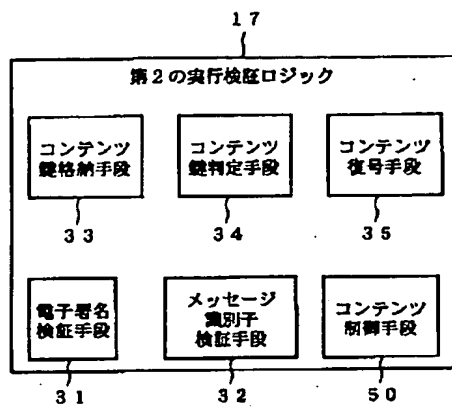 17
第2の実行検証ロジック
コンテンツ
鍵格納手段
コンテンツ
鍵判定手段
コンテンツ
復号手段
33
34
35
電子署名
検証手段
メッセージ
識別子
検証手段
コンテンツ
制御手段
31
32
50